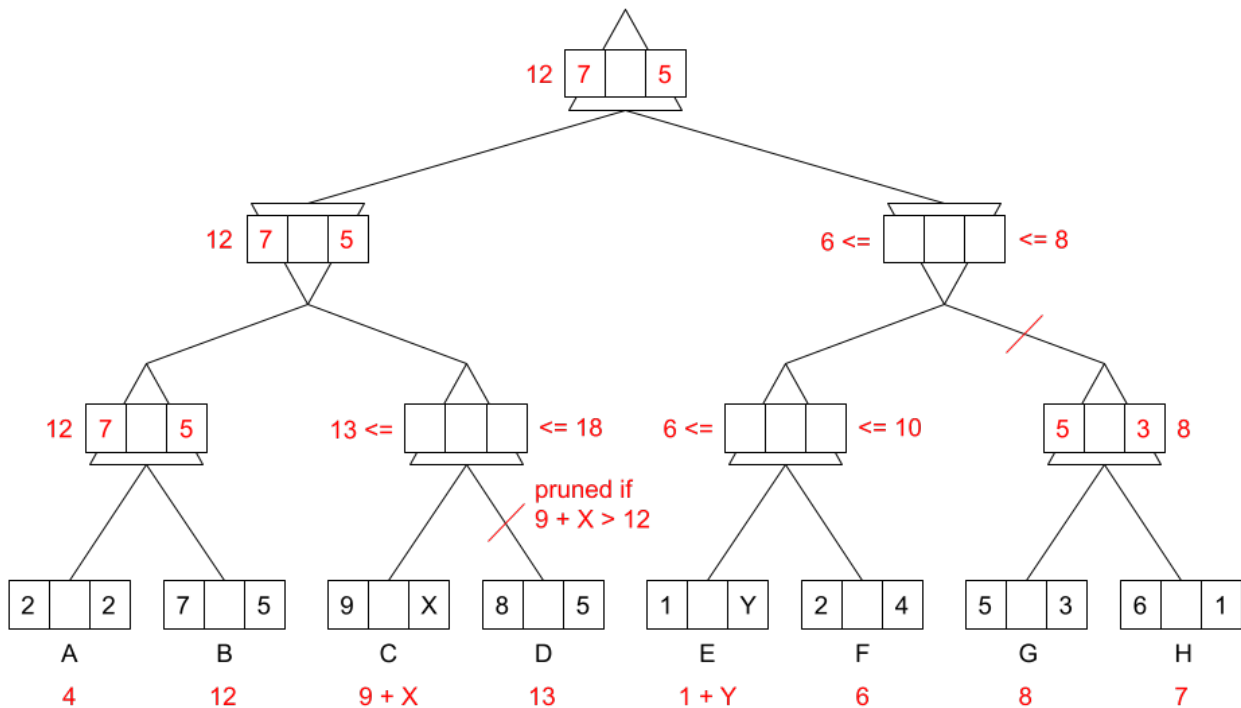 12 7 5
12 7 5
6 <= <= 8
12 7 5
13 <= <= 18
6 <= <= 10
5 3 8
pruned if
9 + X > 12
2 2
7 5
9 X
8 5
1 Y
2 4
5 3
6 1
A B C D E F G H
4 12 9 + X 13 1 + Y 6 8 7